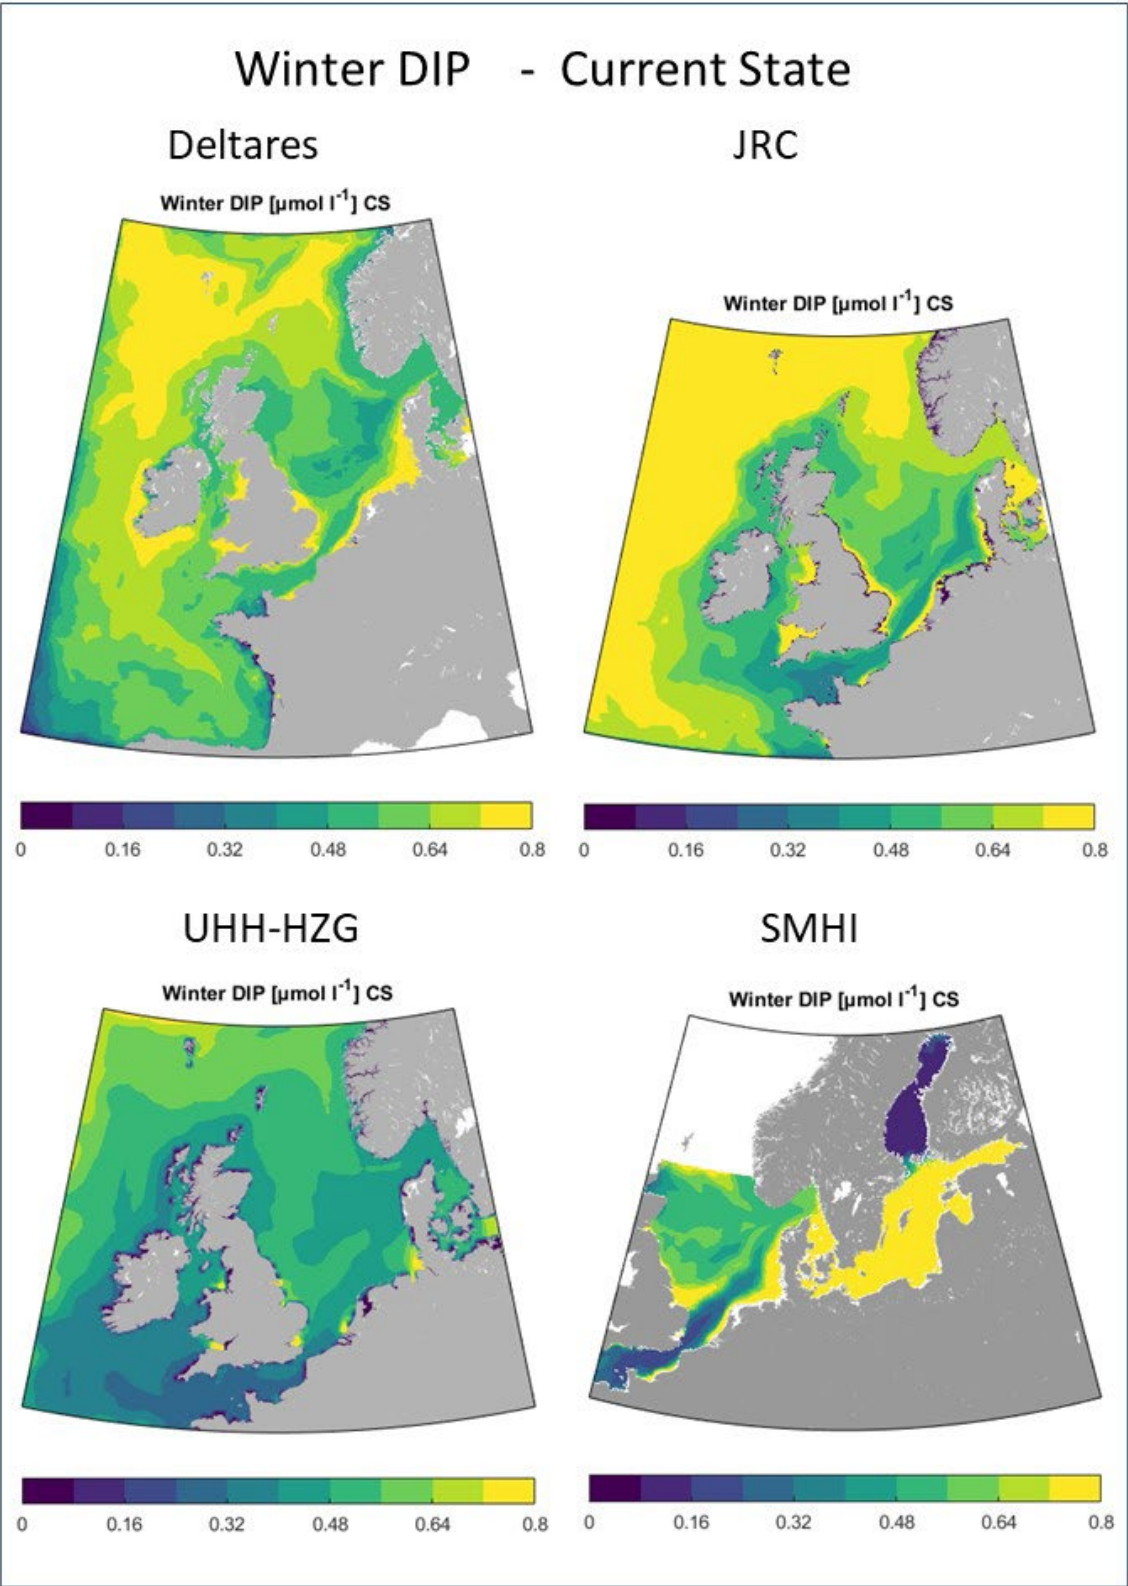 Winter DIP - Current State
Deltares
JRC
Winter DIP [µmol l-1] CS
Winter DIP [µmol l-1] CS
0 0.16 0.32 0.48 0.64 0.8
0 0.16 0.32 0.48 0.64 0.8
UHH-HZG
SMHI
Winter DIP [µmol l-1] CS
Winter DIP [µmol l-1] CS
0 0.16 0.32 0.48 0.64 0.8
0 0.16 0.32 0.48 0.64 0.8